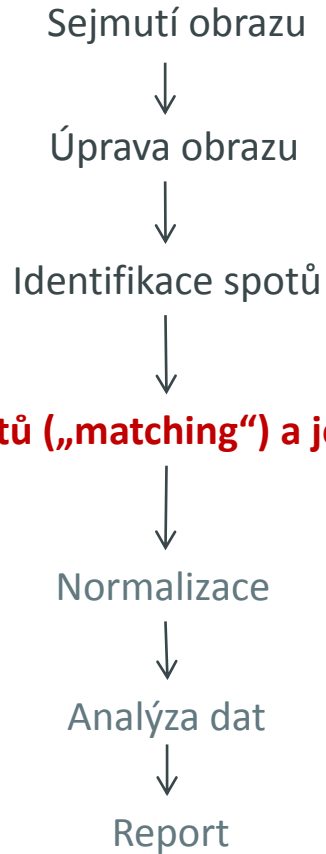 Sejmutí obrazu
Úprava obrazu
Identifikace spotů
tů („matching“) a je
Normalizace
Analýza dat
Report